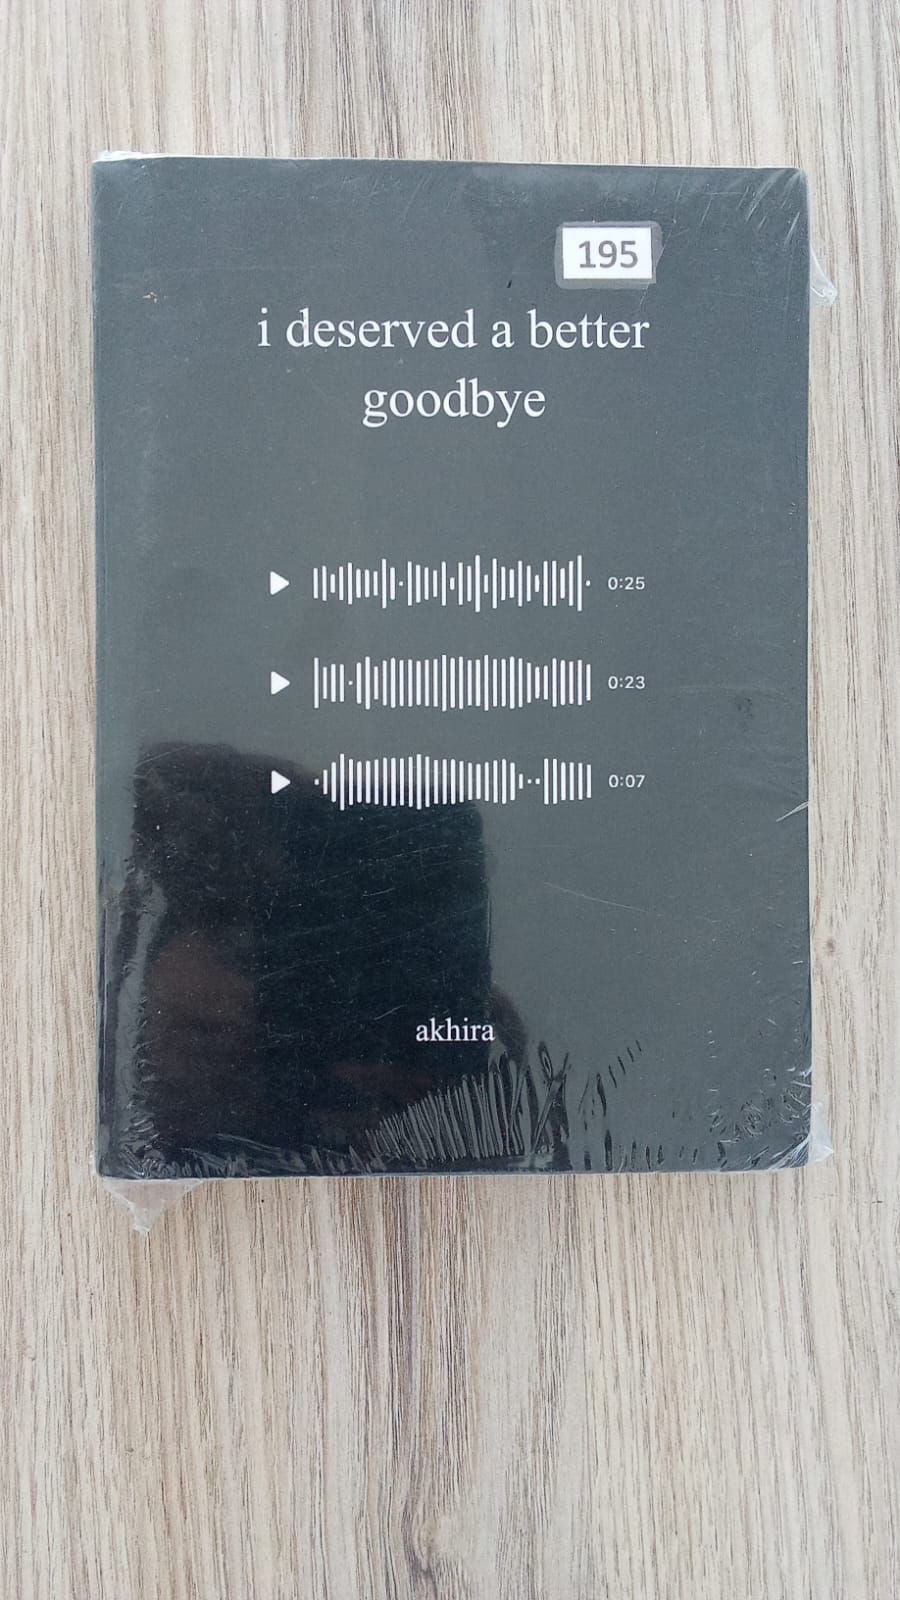 195
i deserved a better
goodbye
0:25
0:23
0:07
akhira